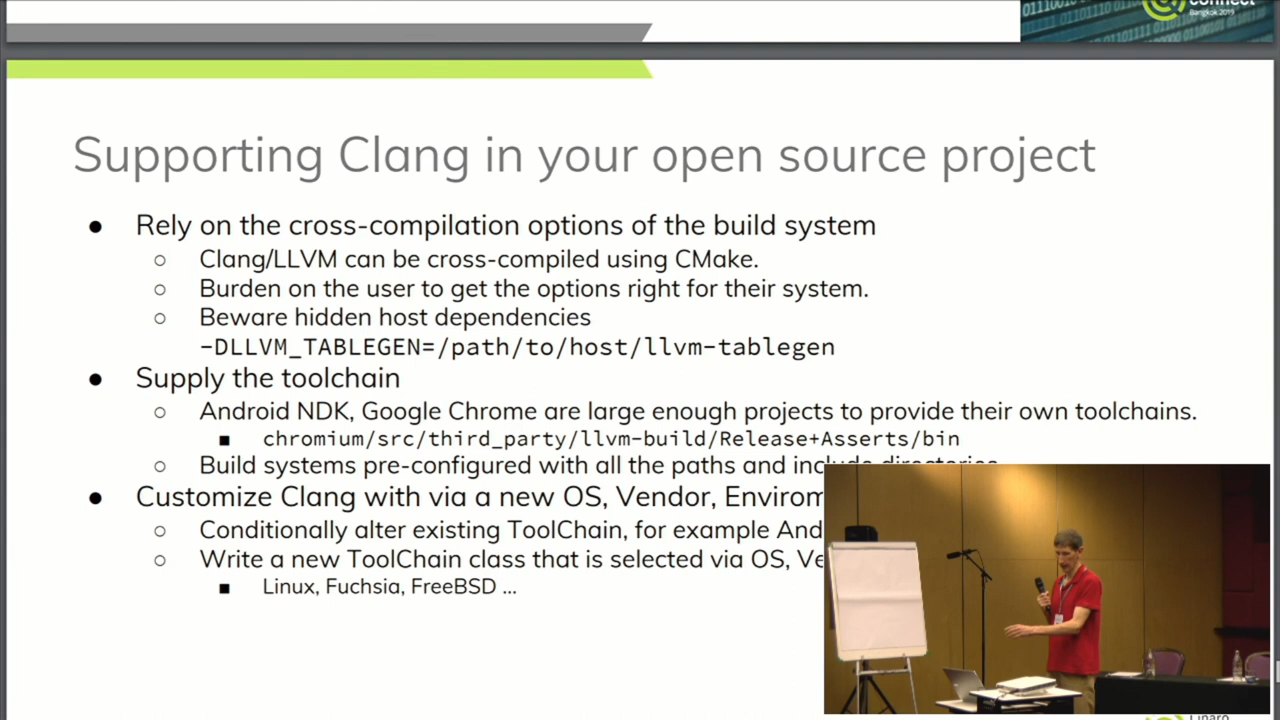 connect
Bangkok 2019
Supporting Clang in your open source project
● Rely on the cross-compilation options of the build system
○ Clang/LLVM can be cross-compiled using CMake.
○ Burden on the user to get the options right for their system.
○ Beware hidden host dependencies
-DLLVM_TABLEGEN=/path/to/host/llvm-tablegen
● Supply the toolchain
○ Android NDK, Google Chrome are large enough projects to provide their own toolchains.
■ chromium/src/third_party/llvm-build/Release+Asserts/bin
○ Build systems pre-configured with all the paths and include directories
● Customize Clang with via a new OS, Vendor, Environ
○ Conditionally alter existing ToolChain, for example And
○ Write a new ToolChain class that is selected via OS, Ve
■ Linux, Fuchsia, FreeBSD ...
Linaro